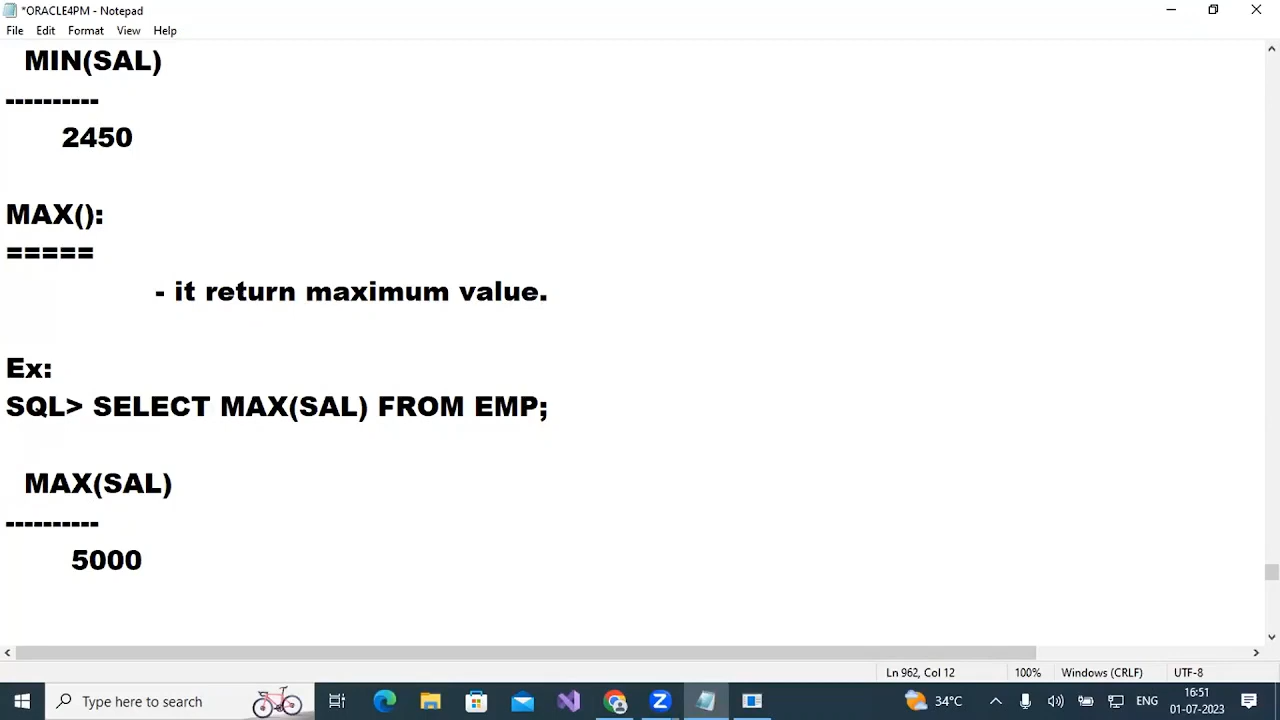 *ORACLE4PM - Notepad
File Edit Format View Help
MIN(SAL)
----------
2450
MAX():
=====
- it return maximum value.
Ex:
SQL> SELECT MAX(SAL) FROM EMP;
MAX(SAL)
----------
5000
Ln 962, Col 12 100% Windows (CRLF) UTF-8
Type here to search
34°C
ENG
16:51
01-07-2023